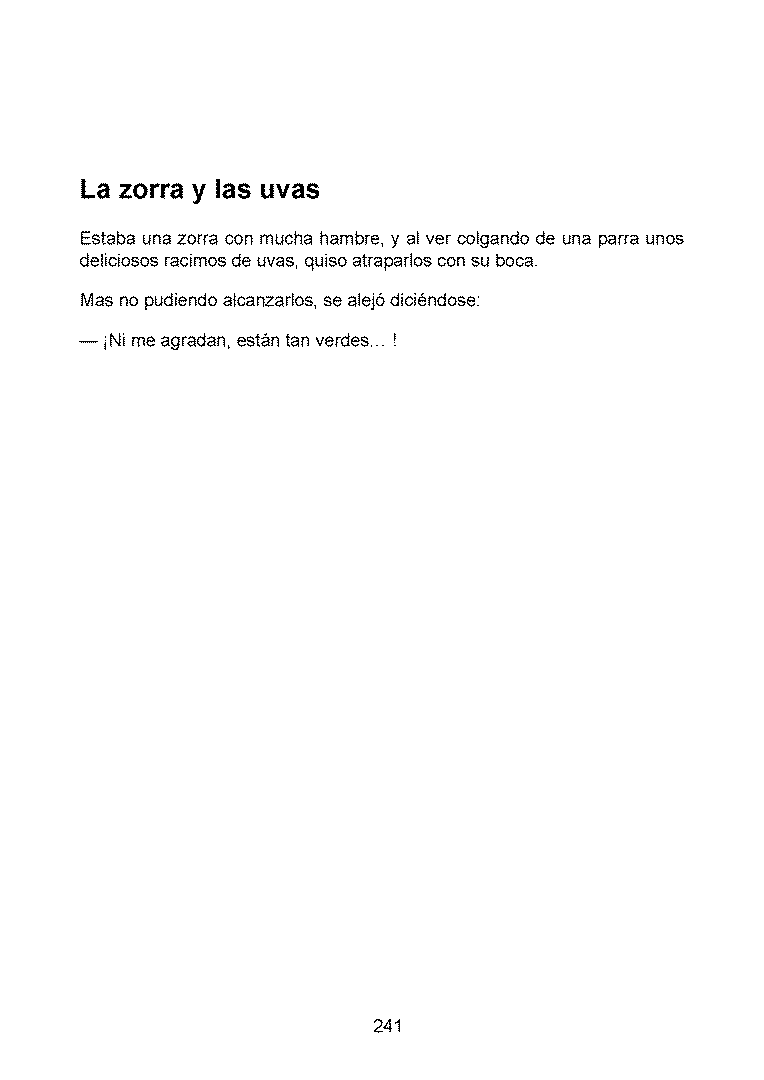 La zorra y las uvas
Estaba una zorra con mucha hambre, y al ver colgando de una parra unos
deliciosos racimos de uvas, quiso atraparlos con su boca.
Mas no pudiendo alcanzarlos, se alejó diciéndose:
— ¡Ni me agradan, están tan verdes... !
241